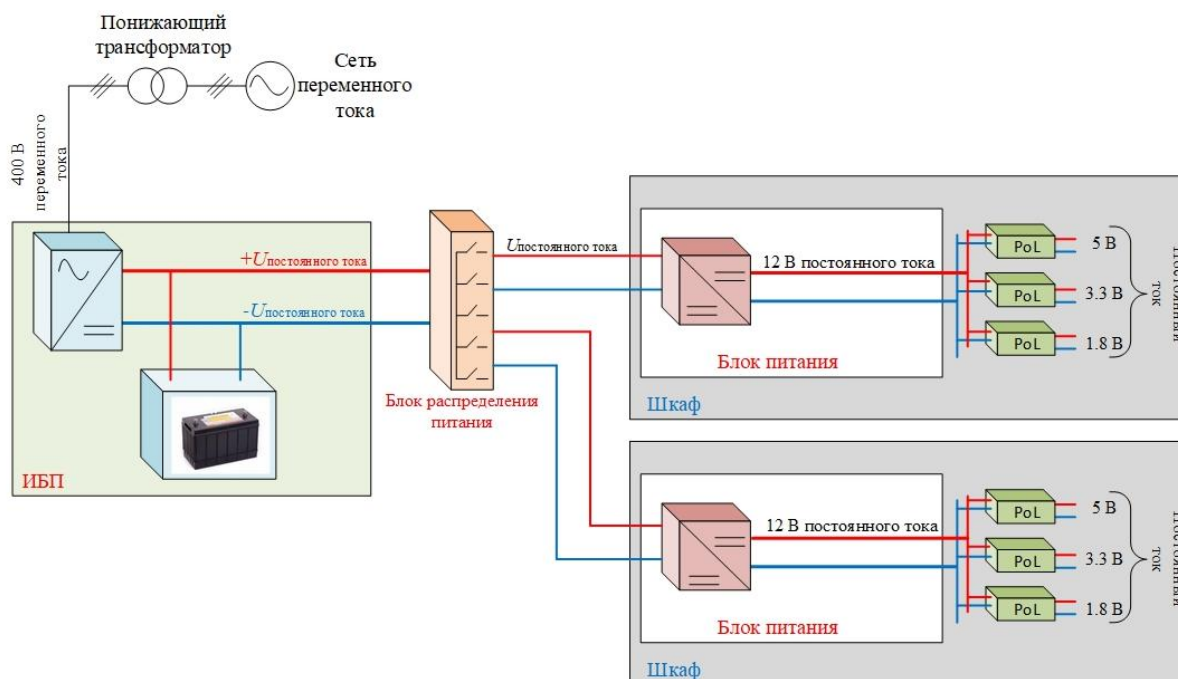 Понижающий
трансформатор
Сеть
переменного
тока
400 В
переменного
тока
+Uпостоянного тока
-Uпостоянного тока
ИБП
Блок распределения
питания
Uпостоянного тока
12 В постоянного тока
Блок питания
Шкаф
PoL
5 В
PoL
3.3 В
PoL
1.8 В
Постоянный
ток
12 В постоянного тока
Блок питания
Шкаф
PoL
5 В
PoL
3.3 В
PoL
1.8 В
Постоянный
ток